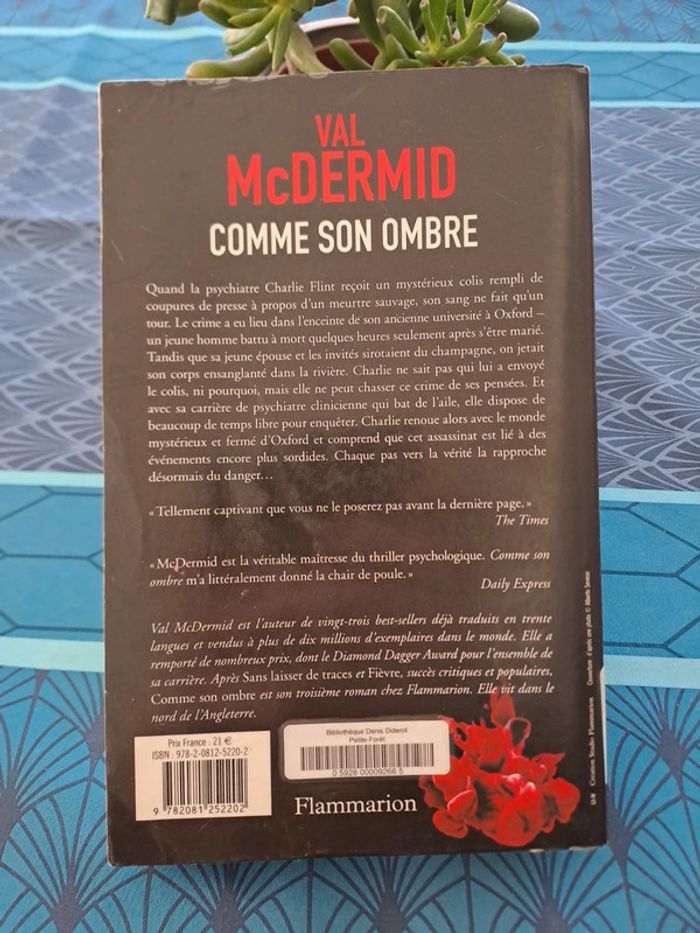 VAL
McDERMID
COMME SON OMBRE
Quand la psychiatre Charlie Flint reçoit un mystérieux colis rempli de
coupures de presse à propos d'un meurtre sauvage, son sang ne fait qu'un
tour. Le crime a eu lieu dans l'enceinte de son ancienne université à Oxford –
un jeune homme battu à mort quelques heures seulement après s'être marié.
Tandis que sa jeune épouse et les invités sirotaient du champagne, on jetait
son corps ensanglanté dans la rivière. Charlie ne sait pas qui lui a envoyé
le colis, ni pourquoi, mais elle ne peut chasser ce crime de ses pensées. Et
avec sa carrière de psychiatre clinicienne qui bat de l'aile, elle dispose de
beaucoup de temps libre pour enquêter. Charlie renoue alors avec le monde
mystérieux et fermé d'Oxford et comprend que cet assassinat est lié à des
événements encore plus sordides. Chaque pas vers la vérité la rapproche
désormais du danger…
« Tellement captivant que vous ne le poserez pas avant la dernière page. »
The Times
« McDermid est la véritable maîtresse du thriller psychologique. Comme son
ombre m'a littéralement donné la chair de poule. »
Daily Express
Val McDermid est l'auteur de vingt-trois best-sellers déjà traduits en trente
langues et vendus à plus de dix millions d'exemplaires dans le monde. Elle a
remporté de nombreux prix, dont le Diamond Dagger Award pour l'ensemble de
sa carrière. Après Sans laisser de traces et Fièvre, succès critiques et populaires,
Comme son ombre est son troisième roman chez Flammarion. Elle vit dans le
nord de l'Angleterre.
Prix France : 21 €
ISBN : 978-2-0812-5220-2
9 782081 252202
Bibliothèque Denis Diderot
Petite-Forêt
0 5928 00009266 5
Flammarion
Création Studio Flammarion
Couverture : d'après une photo © Alberto Seveso